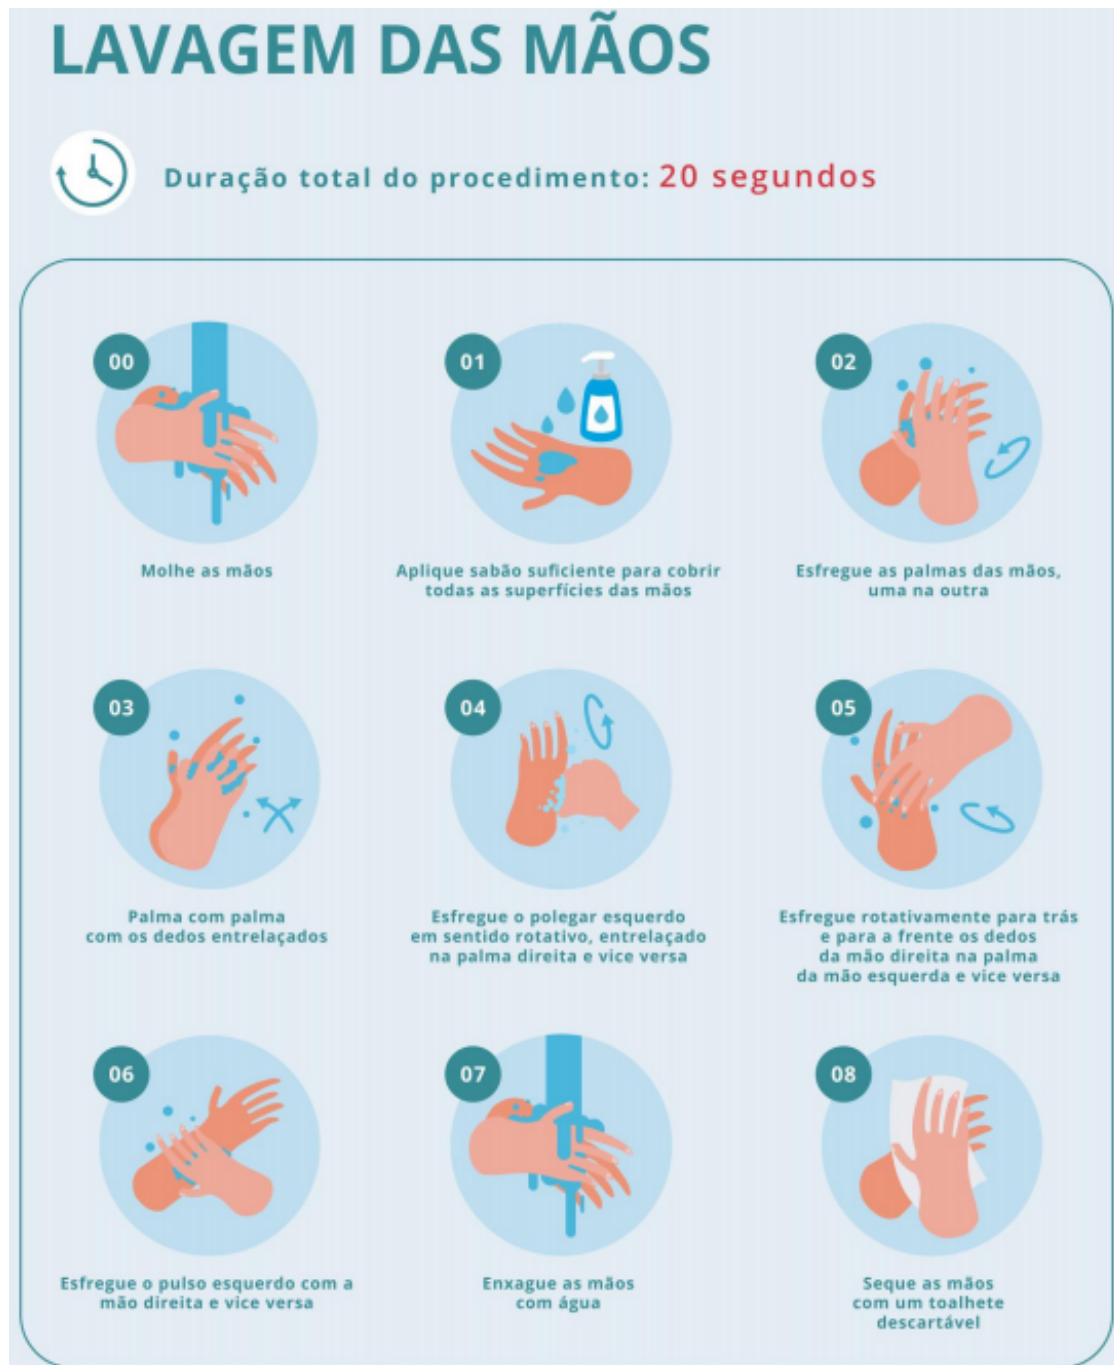 LAVAGEM DAS MÃOS
Duração total do procedimento: 20 segundos
00
Molhe as mãos
01
Aplique sabão suficiente para cobrir
todas as superfícies das mãos
02
Esfregue as palmas das mãos,
uma na outra
03
Palma com palma
com os dedos entrelaçados
04
Esfregue o polegar esquerdo
em sentido rotativo, entrelaçado
na palma direita e vice versa
05
Esfregue rotativamente para trás
e para a frente os dedos
da mão direita na palma
da mão esquerda e vice versa
06
Esfregue o pulso esquerdo com a
mão direita e vice versa
07
Enxague as mãos
com água
08
Seque as mãos
com um toalhete
descartável